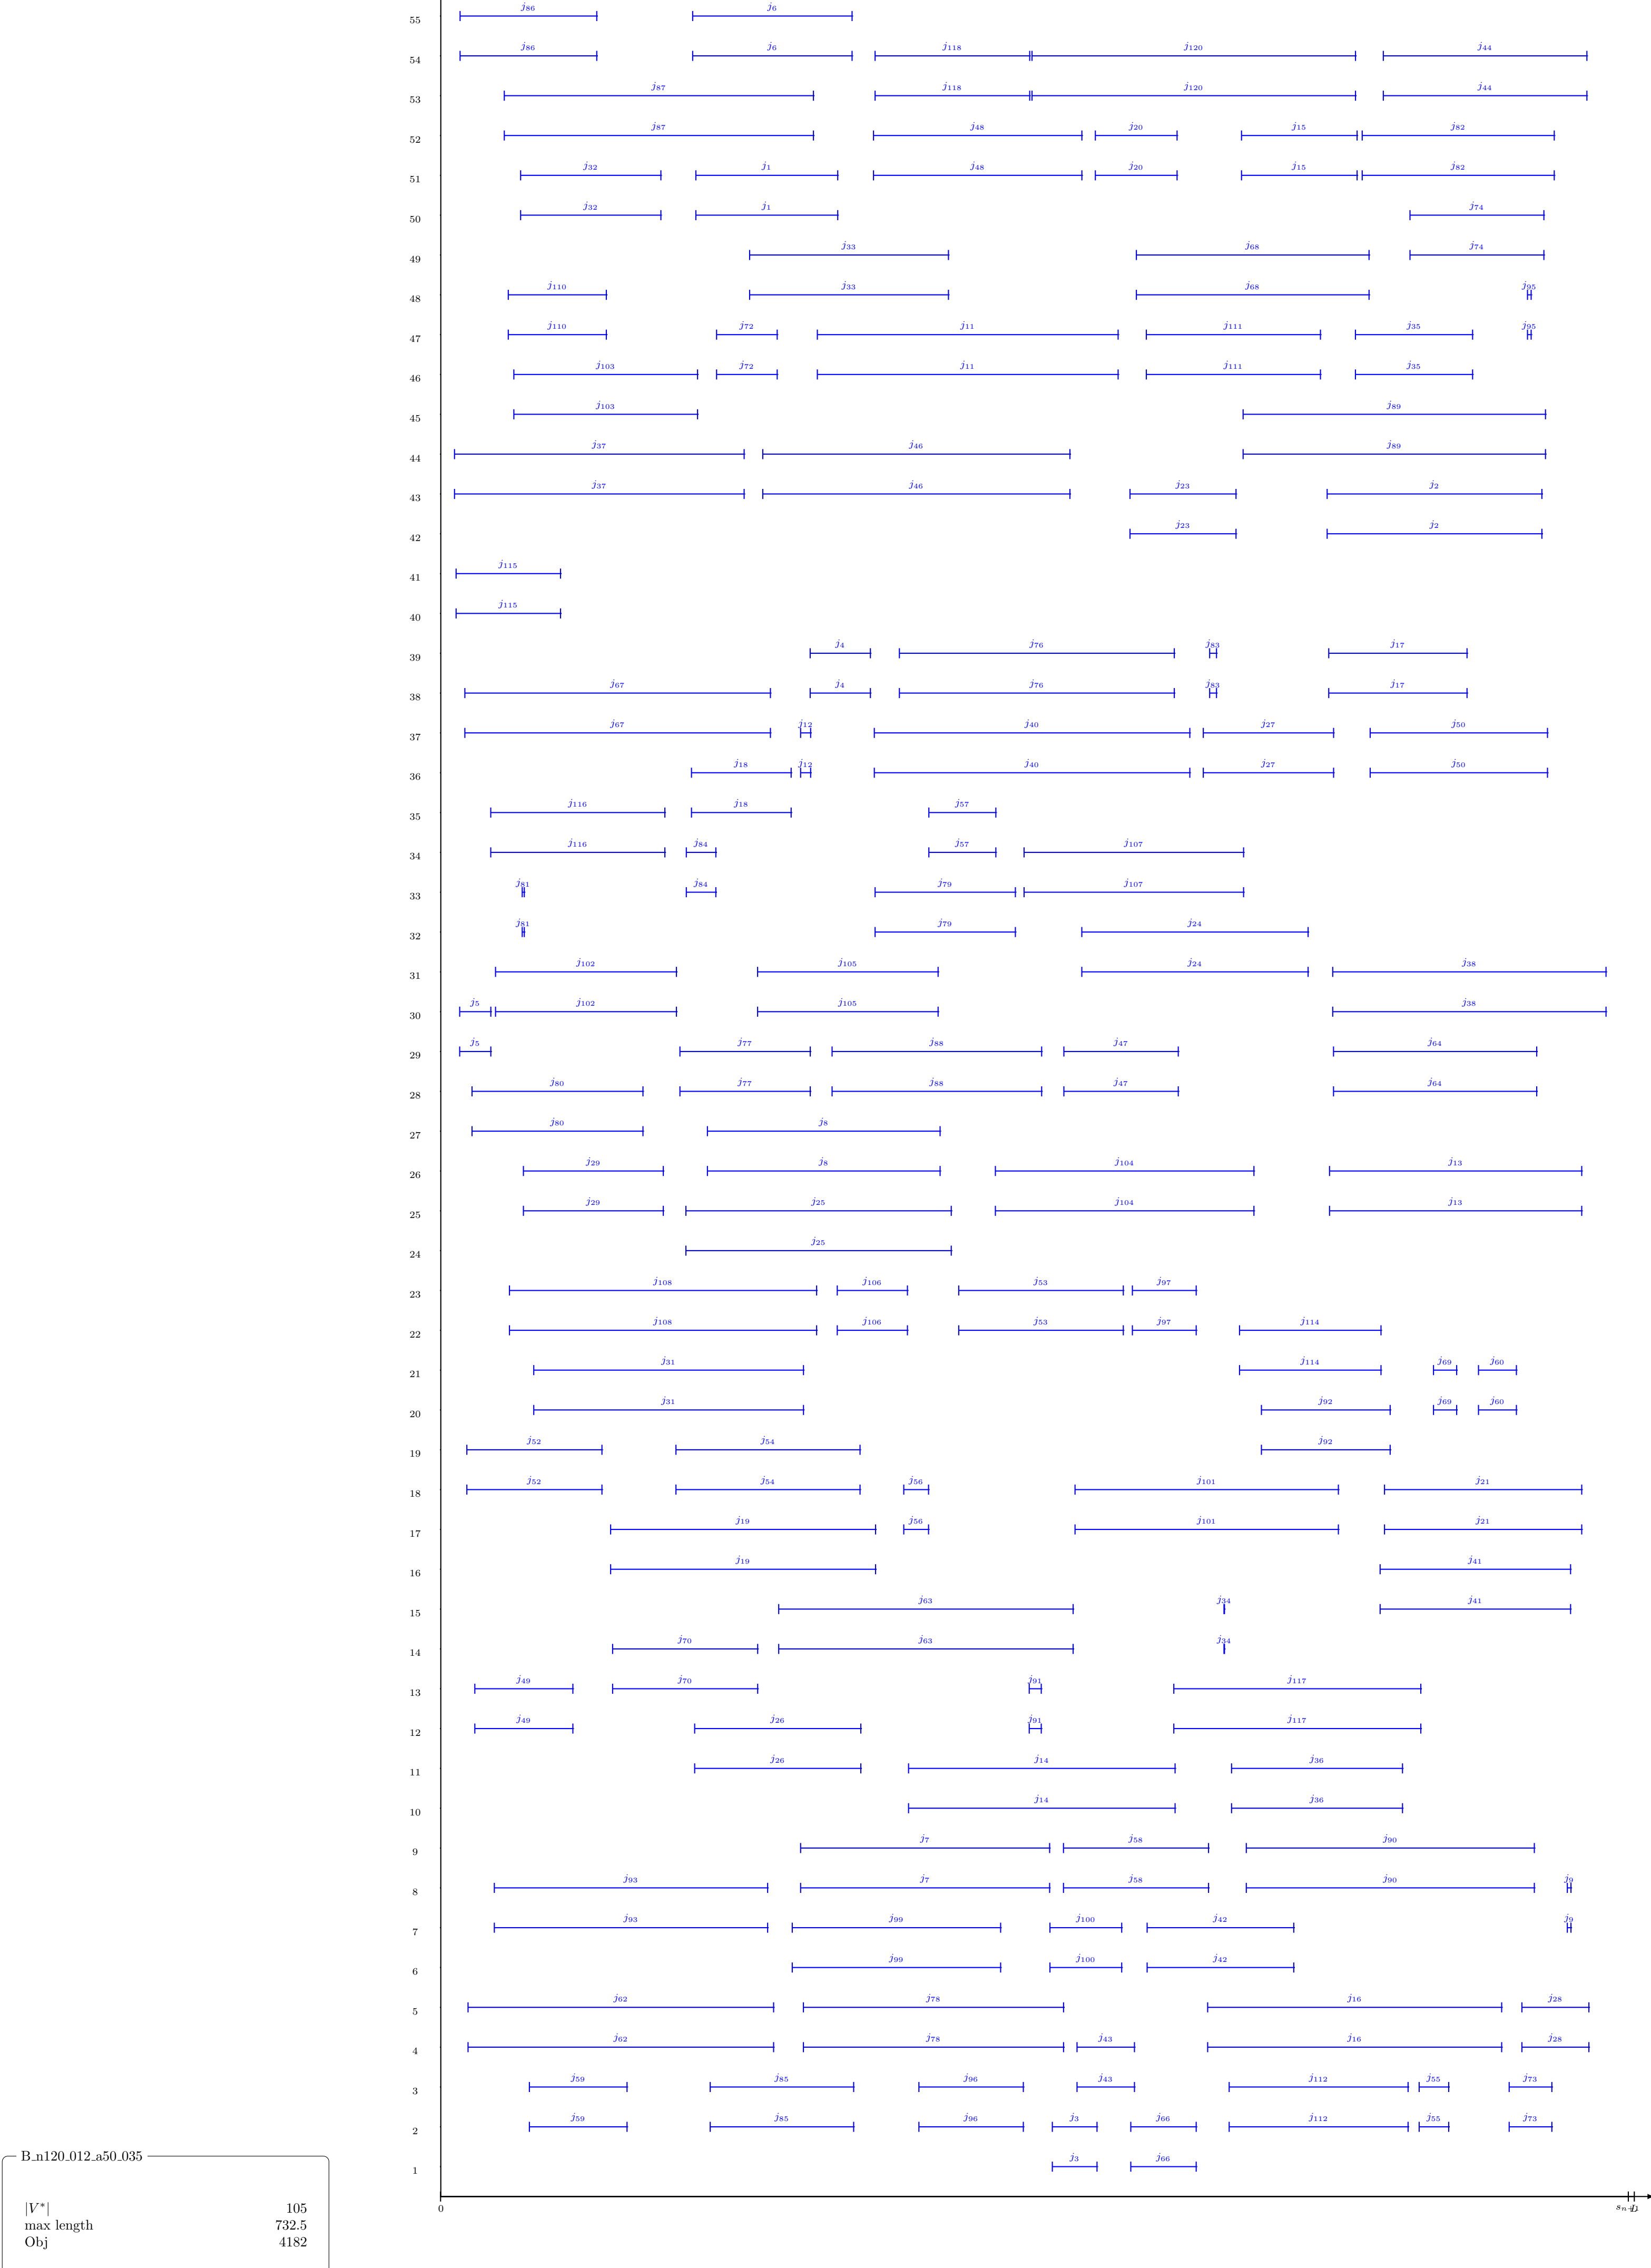 55 j86 j6
54 j86 j6 j118 j120 j44
53 j87 j118 j120 j44
52 j87 j48 j20 j15 j82
51 j32 j1 j48 j20 j15 j82
50 j32 j1 j74
49 j33 j68 j74
48 j110 j33 j68 j95
47 j110 j72 j11 j111 j35 j95
46 j103 j72 j11 j111 j35
45 j103 j89
44 j37 j46 j89
43 j37 j46 j23 j2
42 j23 j2
41 j115
40 j115
39 j4 j76 j83 j17
38 j67 j4 j76 j83 j17
37 j67 j12 j40 j27 j50
36 j18 j12 j40 j27 j50
35 j116 j18 j57
34 j116 j84 j57 j107
33 j81 j84 j79 j107
32 j81 j79 j24
31 j102 j105 j24 j38
30 j5 j102 j105 j38
29 j5 j77 j88 j47 j64
28 j80 j77 j88 j47 j64
27 j80 j8
26 j29 j8 j104 j13
25 j29 j25 j104 j13
24 j25
23 j108 j106 j53 j97
22 j108 j106 j53 j97 j114
21 j31 j114 j69 j60
20 j31 j92 j69 j60
19 j52 j54 j92
18 j52 j54 j56 j101 j21
17 j19 j56 j101 j21
16 j19 j41
15 j63 j34 j41
14 j70 j63 j34
13 j49 j70 j91 j117
12 j49 j26 j91 j117
11 j26 j14 j36
10 j14 j36
9 j7 j58 j90
8 j93 j7 j58 j90 j9
7 j93 j99 j100 j42 j9
6 j99 j100 j42
5 j62 j78 j16 j28
4 j62 j78 j43 j16 j28
3 j59 j85 j96 j43 j112 j55 j73
2 j59 j85 j96 j3 j66 j112 j55 j73
1 j3 j66
0
B_n120_012_a50_035
|V*| 105
max length 732.5
Obj 4182